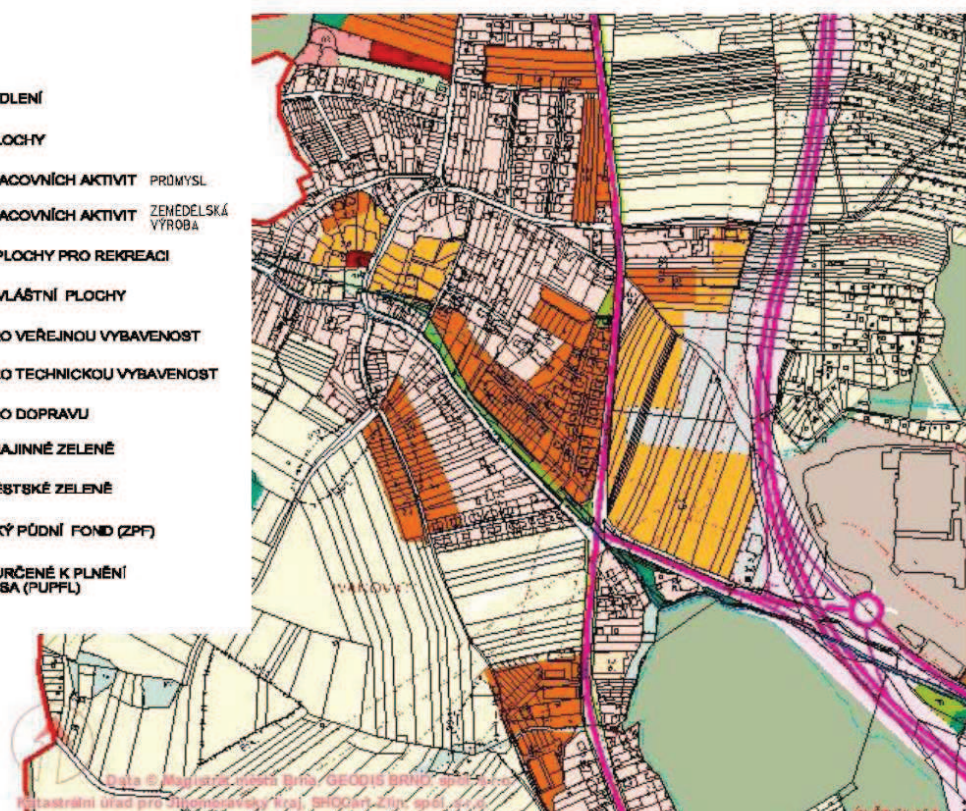 DLENÍ
LOCHY
ACOVNÍCH AKTIVIT PRŮMYSL
ACOVNÍCH AKTIVIT ZEMĚDĚLSKÁ
VÝROBA
PLOCHY PRO REKREACI
VLÁŠTNÍ PLOCHY
O VEŘEJNOU VYBAVENOST
O TECHNICKOU VYBAVENOST
O DOPRAVU
AJINNÉ ZELENĚ
ĚSTSKÉ ZELENĚ
KÝ PŮDNÍ FOND (ZPF)
URČENÉ K PLNĚNÍ
SA (PUPFL)
Data © Magistrát města Brna, GEODIS BRNO, spol. s.r.o.
Katastrální úřad pro Jihomoravský kraj, SHOCart Zlín, spol. s.r.o.